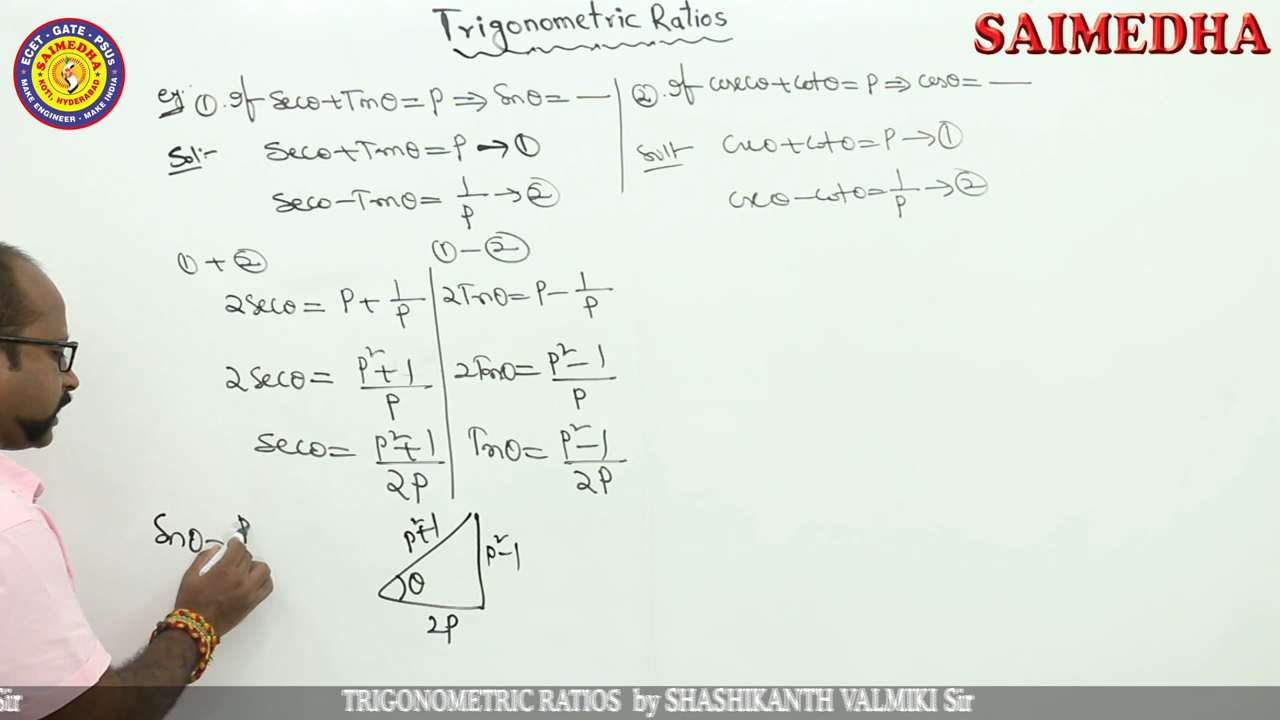 Trigonometric Ratios
SAIMEDHA
ECET - GATE - PSUS
SAIMEDHA
KOTI, HYDERABAD
MAKE ENGINEER - MAKE INDIA
eg: ① If Secθ+Tanθ=P ⇒ Sinθ= —
Sol:- Secθ+Tanθ=P → ①
Secθ-Tanθ= 1/P → ②
①+②
2Secθ = P + 1/P
2Secθ = P²+1/P
Secθ = P²+1/2P
Sinθ = P
①-②
2Tanθ=P- 1/P
2Tanθ= P²-1/P
Tanθ= P²-1/2P
P²+1
P²-1
θ
2P
②. If cosecθ+cotθ=P ⇒ cosθ= —
Sol:- cscθ+cotθ=P → ①
cscθ-cotθ= 1/P → ②
Sir
TRIGONOMETRIC RATIOS by SHASHIKANTH VALMIKI Sir